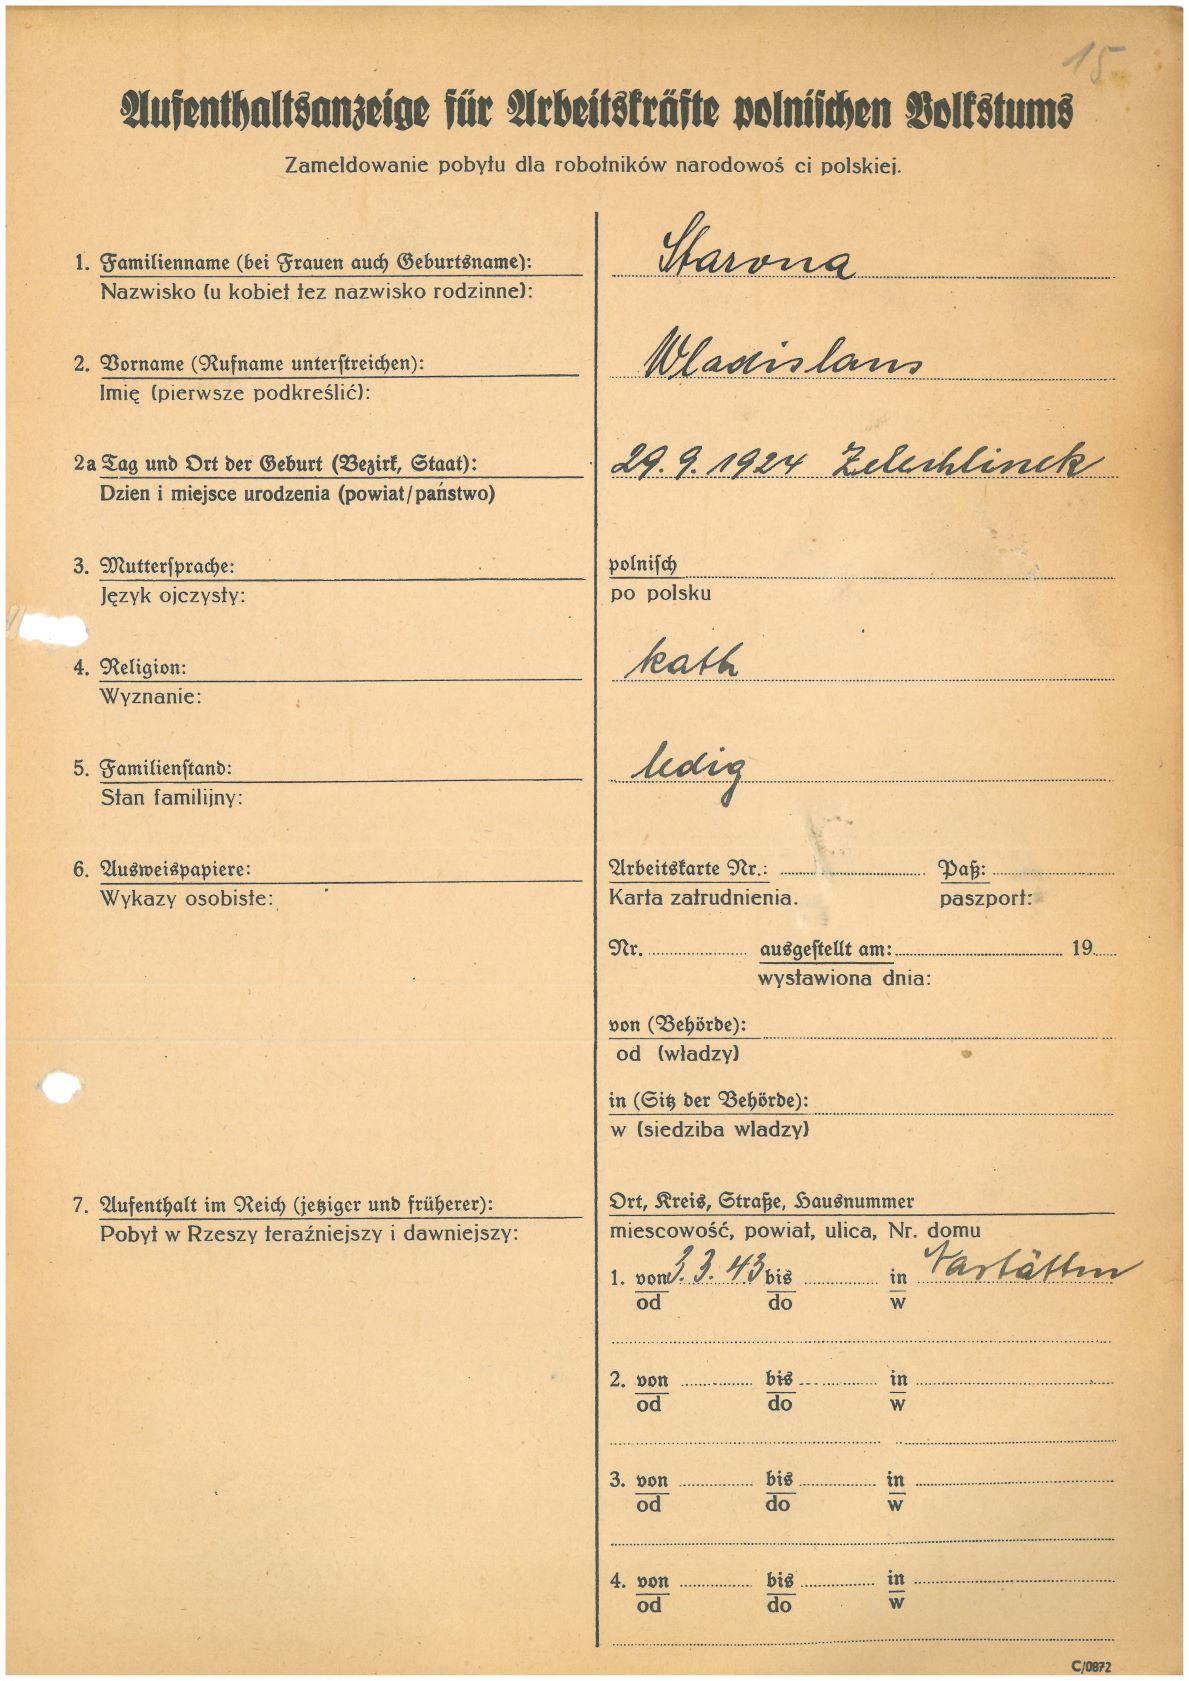 15
Aufenthaltsanzeige für Arbeitskräfte polnischen Volkstums
Zameldowanie pobytu dla robotników narodowoś ci polskiej.
1. Familienname (bei Frauen auch Geburtsname): Starona
Nazwisko (u kobiet tez nazwisko rodzinne):
2. Vorname (Rufname unterstreichen): Wladislaus
Imię (pierwsze podkreślić):
2a Tag und Ort der Geburt (Bezirk, Staat): 29.9.1924 Zelechlinek
Dzien i miejsce urodzenia (powiat/państwo)
3. Muttersprache: polnisch
Język ojczysty: po polsku
4. Religion: kath
Wyznanie:
5. Familienstand: ledig
Stan familijny:
6. Ausweispapiere: Arbeitskarte Nr.: Paß:
Wykazy osobiste: Karta zatrudnienia. paszport:
Nr. ausgestellt am: 19
wystawiona dnia:
von (Behörde):
od (władzy)
in (Sitz der Behörde):
w (siedziba wladzy)
7. Aufenthalt im Reich (jetziger und früherer): Ort, Kreis, Straße, Hausnummer
Pobyt w Rzeszy teraźniejszy i dawniejszy: miescowość, powiat, ulica, Nr. domu
1. von 3.3.43 bis in Nastätten
od do w
2. von bis in
od do w
3. von bis in
od do w
4. von bis in
od do w
C/0872